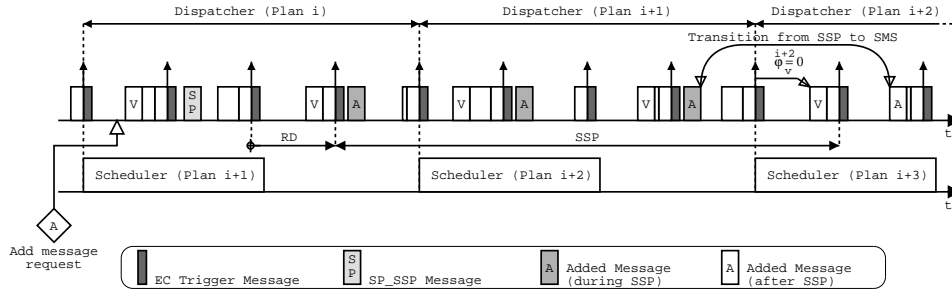 Dispatcher (Plan i)
Dispatcher (Plan i+1)
Dispatcher (Plan i+2)
Transition from SSP to SMS
i+2
φ=0
v
V
SP
V
A
V
A
V
A
V
A
t
RD
SSP
Scheduler (Plan i+1)
Scheduler (Plan i+2)
Scheduler (Plan i+3)
t
A
Add message
request
EC Trigger Message
SP
SP_SSP Message
A
Added Message
(during SSP)
A
Added Message
(after SSP)